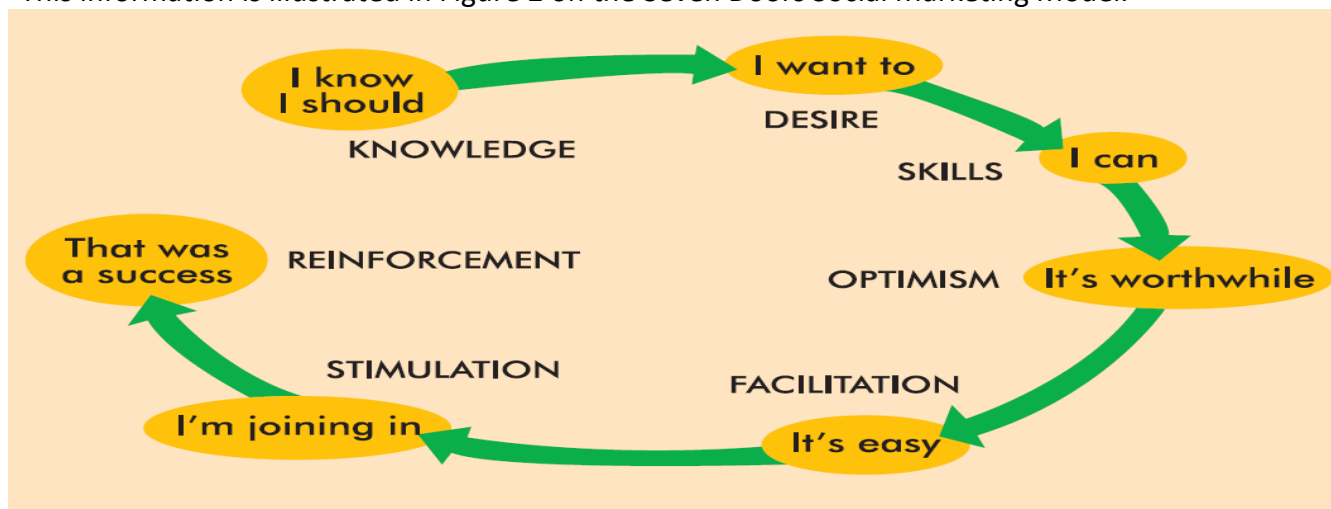 This information is illustrated in Figure 2 on the Seven Doors Social Marketing Model.
I know
I should
KNOWLEDGE
I want to
DESIRE
SKILLS
I can
OPTIMISM
It's worthwhile
FACILITATION
It's easy
STIMULATION
I'm joining in
REINFORCEMENT
That was
a success